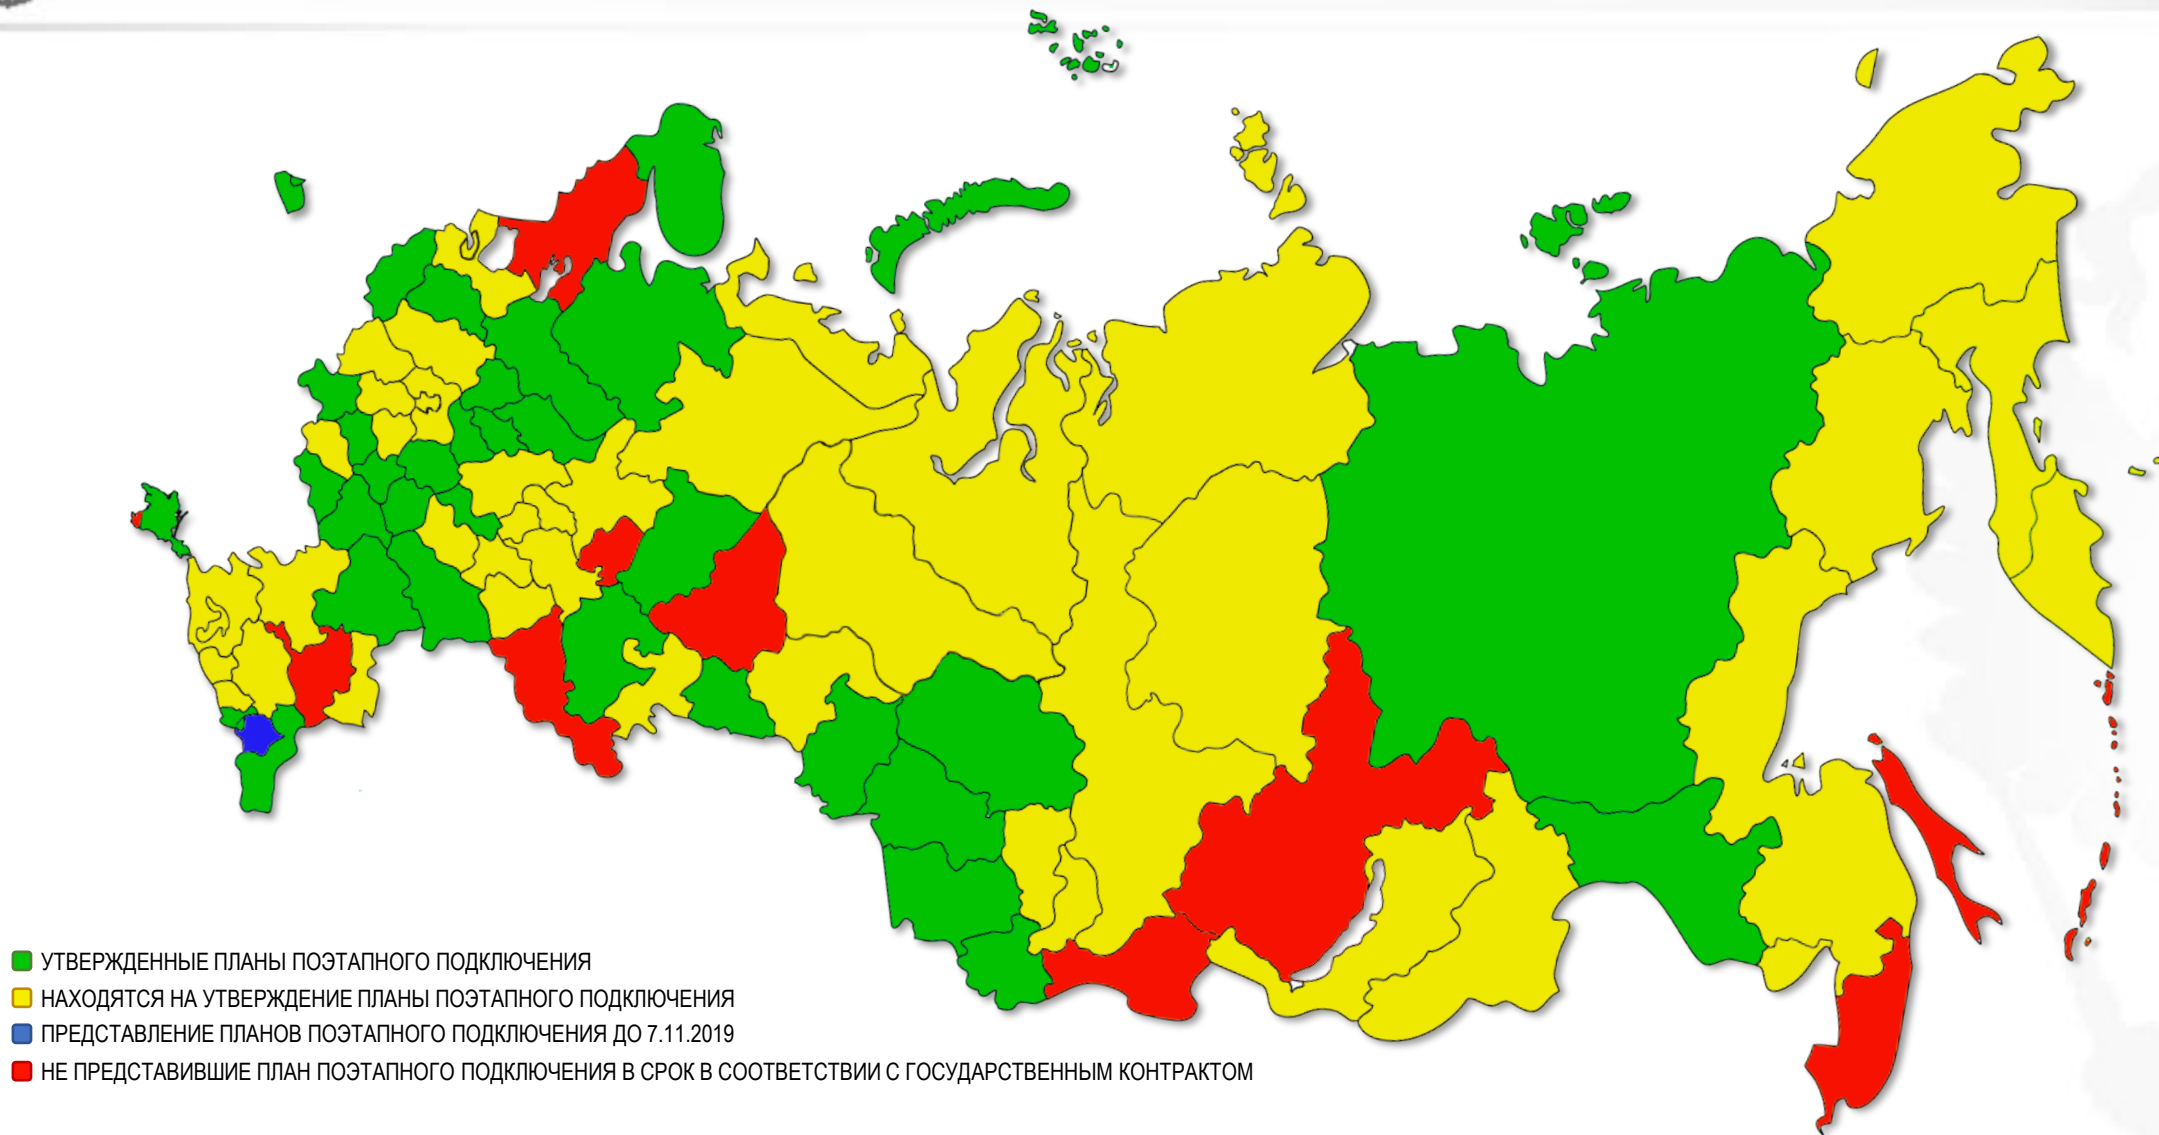 УТВЕРЖДЕННЫЕ ПЛАНЫ ПОЭТАПНОГО ПОДКЛЮЧЕНИЯ
НАХОДЯТСЯ НА УТВЕРЖДЕНИЕ ПЛАНЫ ПОЭТАПНОГО ПОДКЛЮЧЕНИЯ
ПРЕДСТАВЛЕНИЕ ПЛАНОВ ПОЭТАПНОГО ПОДКЛЮЧЕНИЯ ДО 7.11.2019
НЕ ПРЕДСТАВИВШИЕ ПЛАН ПОЭТАПНОГО ПОДКЛЮЧЕНИЯ В СРОК В СООТВЕТСТВИИ С ГОСУДАРСТВЕННЫМ КОНТРАКТОМ